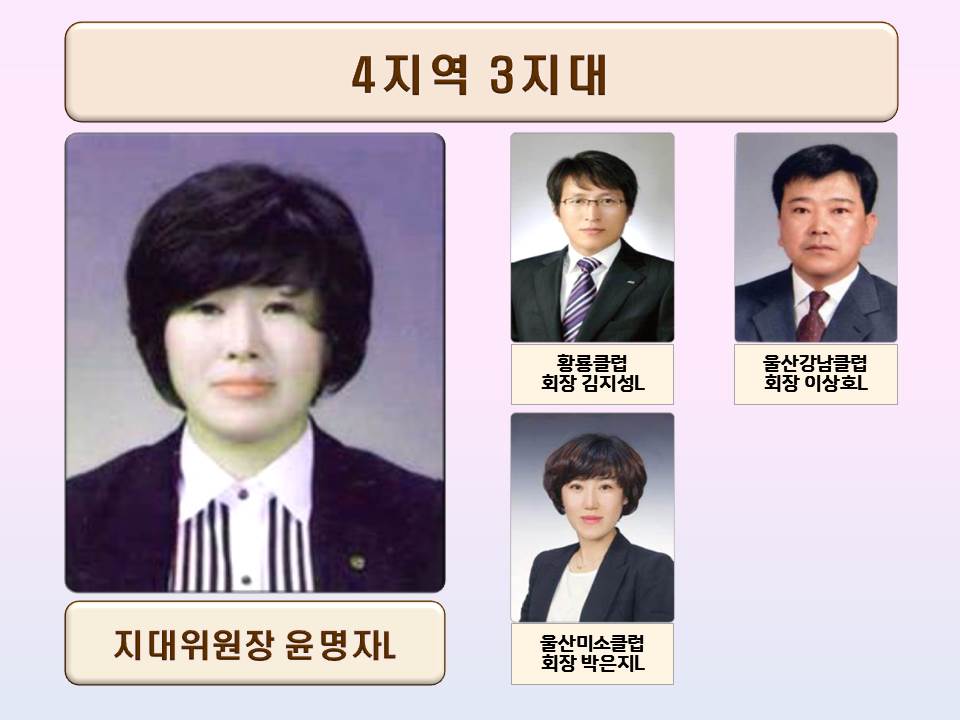 4지역 3지대
지대위원장 윤명자L
황룡클럽
회장 김지성L
울산강남클럽
회장 이상호L
울산미소클럽
회장 박은지L